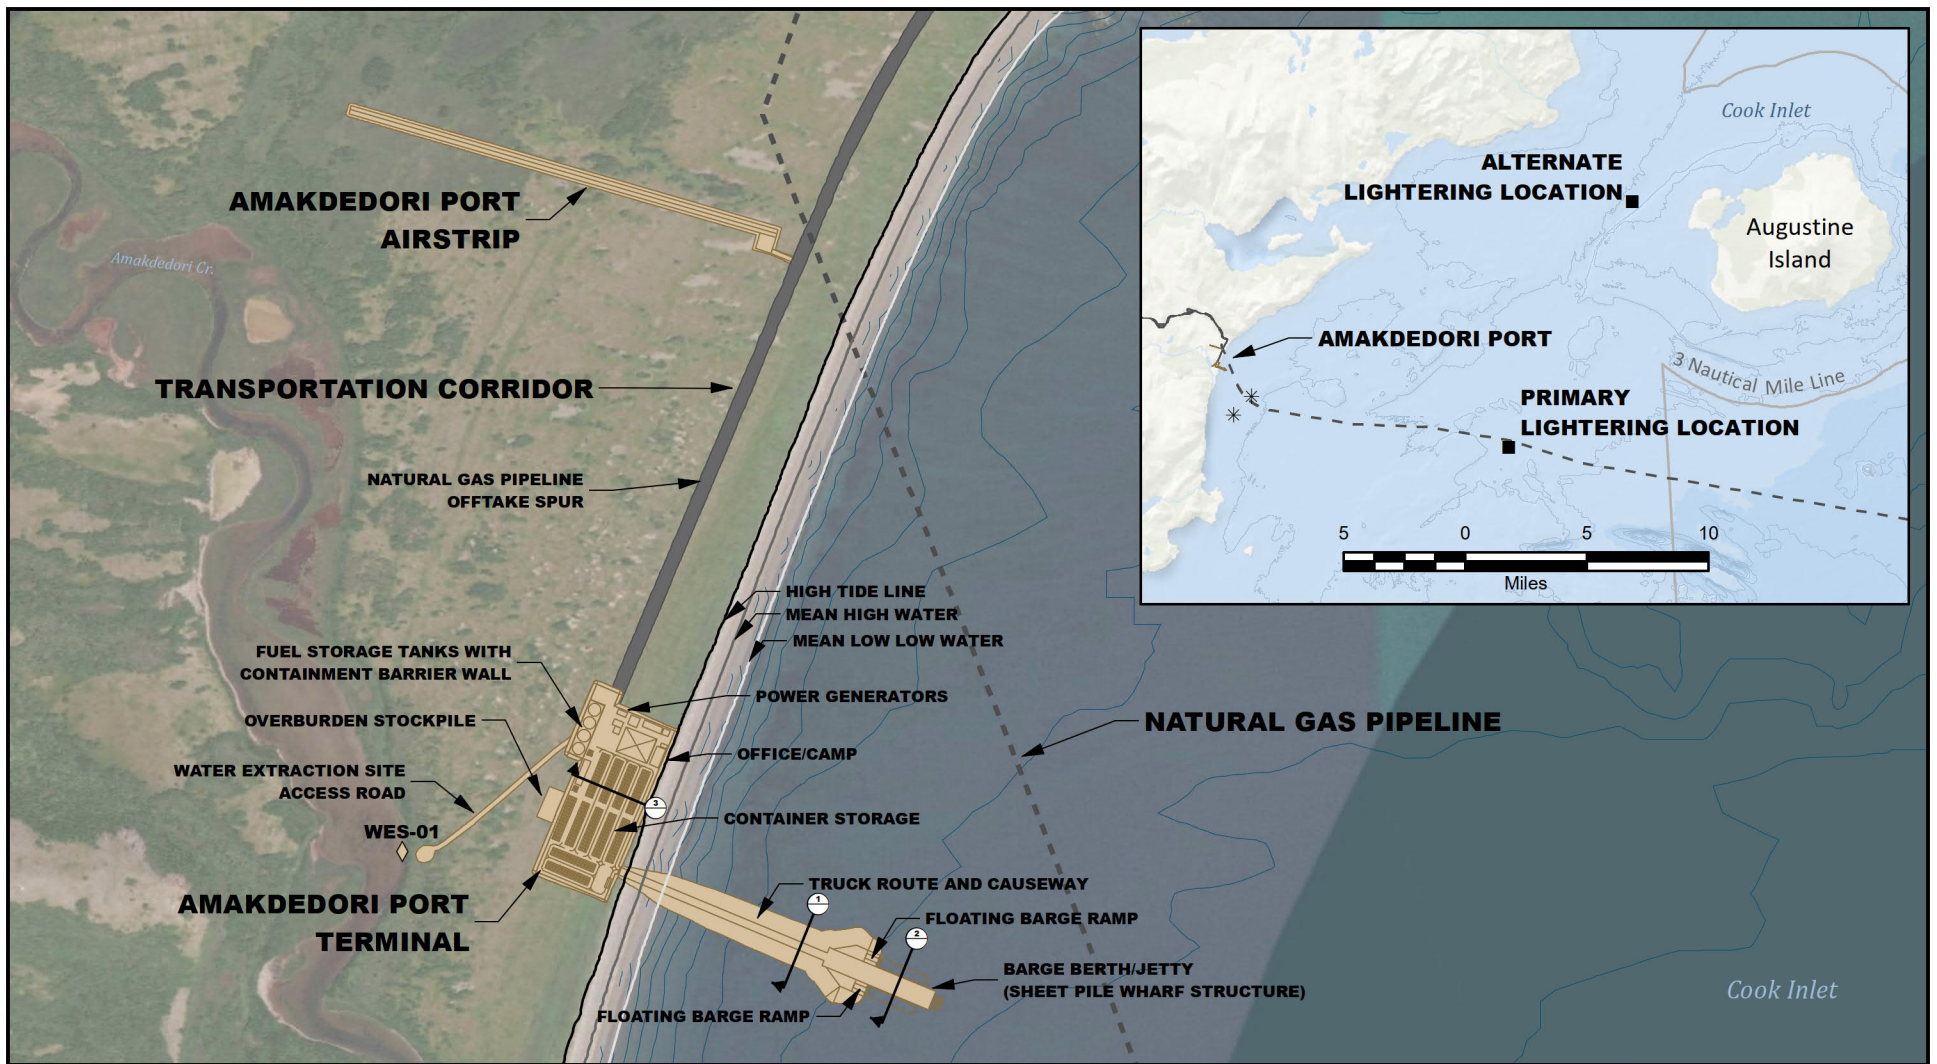 AMAKDEDORI PORT
AIRSTRIP
Amakdedori Cr.
TRANSPORTATION CORRIDOR
NATURAL GAS PIPELINE
OFFTAKE SPUR
HIGH TIDE LINE
MEAN HIGH WATER
MEAN LOW LOW WATER
FUEL STORAGE TANKS WITH
CONTAINMENT BARRIER WALL
POWER GENERATORS
OVERBURDEN STOCKPILE
OFFICE/CAMP
WATER EXTRACTION SITE
ACCESS ROAD
3
CONTAINER STORAGE
WES-01
AMAKDEDORI PORT
TERMINAL
TRUCK ROUTE AND CAUSEWAY
1
FLOATING BARGE RAMP
2
BARGE BERTH/JETTY
(SHEET PILE WHARF STRUCTURE)
FLOATING BARGE RAMP
NATURAL GAS PIPELINE
Cook Inlet
Cook Inlet
ALTERNATE
LIGHTERING LOCATION
Augustine
Island
AMAKDEDORI PORT
3 Nautical Mile Line
PRIMARY
LIGHTERING LOCATION
5 0 5 10
Miles